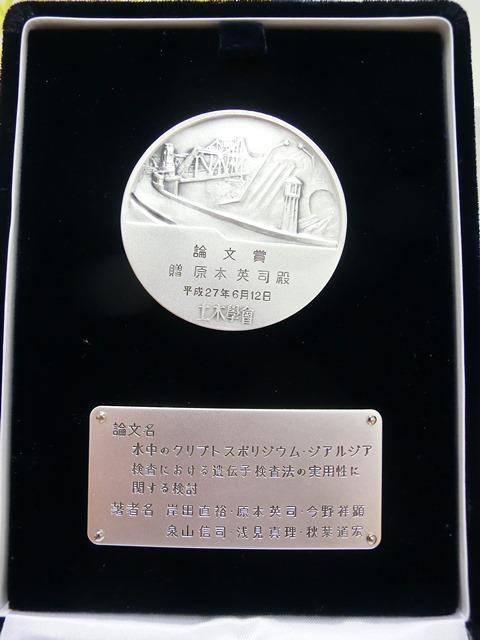 論文賞
贈 原本英司殿
平成27年6月12日
土木學會
論文名
水中のクリプトスポリジウム・ジアルジア
検査における遺伝子検査法の実用性に
関する検討
著者名 岸田直裕・原本英司・今野祥顕
泉山信司・浅見真理・秋葉道宏